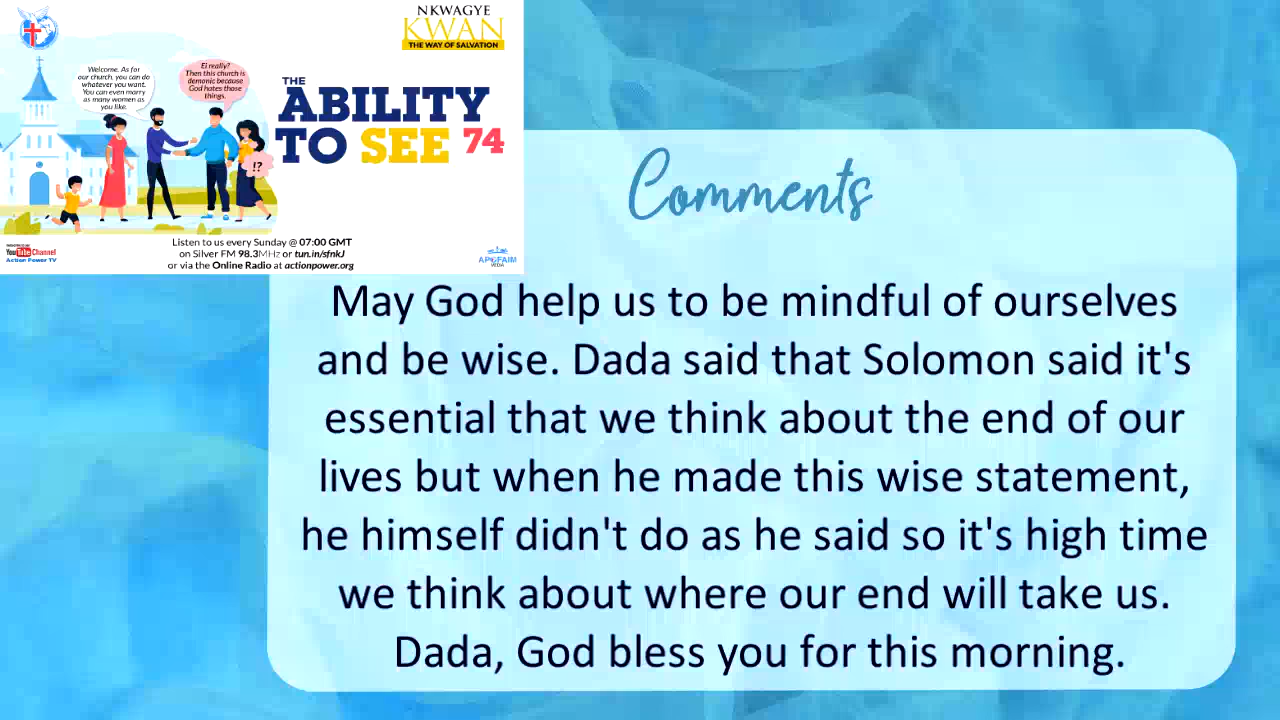 NKWAGYE
KWAN
THE WAY OF SALVATION
Welcome. As for
our church, you can do
whatever you want.
You can even marry
as many women as
you like.
Ei really?
Then this church is
demonic because
God hates those
things.
!?
THE
ABILITY
TO SEE 74
Listen to us every Sunday @ 07:00 GMT
on Silver FM 98.3MHz or tun.in/sfnkJ
or via the Online Radio at actionpower.org
YouTube Channel
Action Power TV
APOFAIM
MEDIA
Comments
May God help us to be mindful of ourselves
and be wise. Dada said that Solomon said it's
essential that we think about the end of our
lives but when he made this wise statement,
he himself didn't do as he said so it's high time
we think about where our end will take us.
Dada, God bless you for this morning.